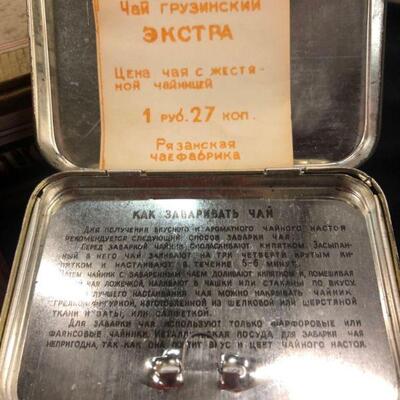 ЧАЙ ГРУЗИНСКИЙ
ЭКСТРА
ЦЕНА ЧАЯ С ЖЕСТЯ-
НОЙ ЧАЙНИЦЕЙ
1 РУБ. 27 КОП.
РЯЗАНСКАЯ
ЧАЕФАБРИКА
КАК ЗАВАРИВАТЬ ЧАЙ
ДЛЯ ПОЛУЧЕНИЯ ВКУСНОГО И АРОМАТНОГО ЧАЙНОГО НАСТОЯ
РЕКОМЕНДУЕТСЯ СЛЕДУЮЩИЙ СПОСОБ ЗАВАРКИ ЧАЯ.
ПЕРЕД ЗАВАРКОЙ ЧАЙНИК СПОЛАСКИВАЮТ КИПЯТКОМ. ЗАСЫПАН-
НЫЙ В НЕГО ЧАЙ ЗАЛИВАЮТ НА ТРИ ЧЕТВЕРТИ КРУТЫМ КИ-
ПЯТКОМ И НАСТАИВАЮТ В ТЕЧЕНИЕ 5-6 МИНУТ.
ЗАТЕМ ЧАЙНИК С ЗАВАРЕННЫМ ЧАЕМ ДОЛИВАЮТ КИПЯТКОМ И, ПОМЕШИВАЯ
ЧАЙ ЛОЖЕЧКОЙ, НАЛИВАЮТ В ЧАШКИ ИЛИ СТАКАНЫ ПО ВКУСУ.
ЛУЧШЕГО НАСТАИВАНИЯ ЧАЯ МОЖНО НАКРЫВАТЬ ЧАЙНИК
ГРЕЛКОЙ-ФИГУРКОЙ, ИЗГОТОВЛЕННОЙ ИЗ ШЕЛКОВОЙ ИЛИ ШЕРСТЯНОЙ
ТКАНИ И ВАТЫ, ИЛИ САЛФЕТКОЙ.
ДЛЯ ЗАВАРКИ ЧАЯ ИСПОЛЬЗУЮТ ТОЛЬКО ФАРФОРОВЫЕ ИЛИ
ФАЯНСОВЫЕ ЧАЙНИКИ. МЕТАЛЛИЧЕСКАЯ ПОСУДА ДЛЯ ЗАВАРКИ ЧАЯ
НЕПРИГОДНА, ТАК КАК ОНА ПОРТИТ ВКУС И ЦВЕТ ЧАЙНОГО НАСТОЯ.